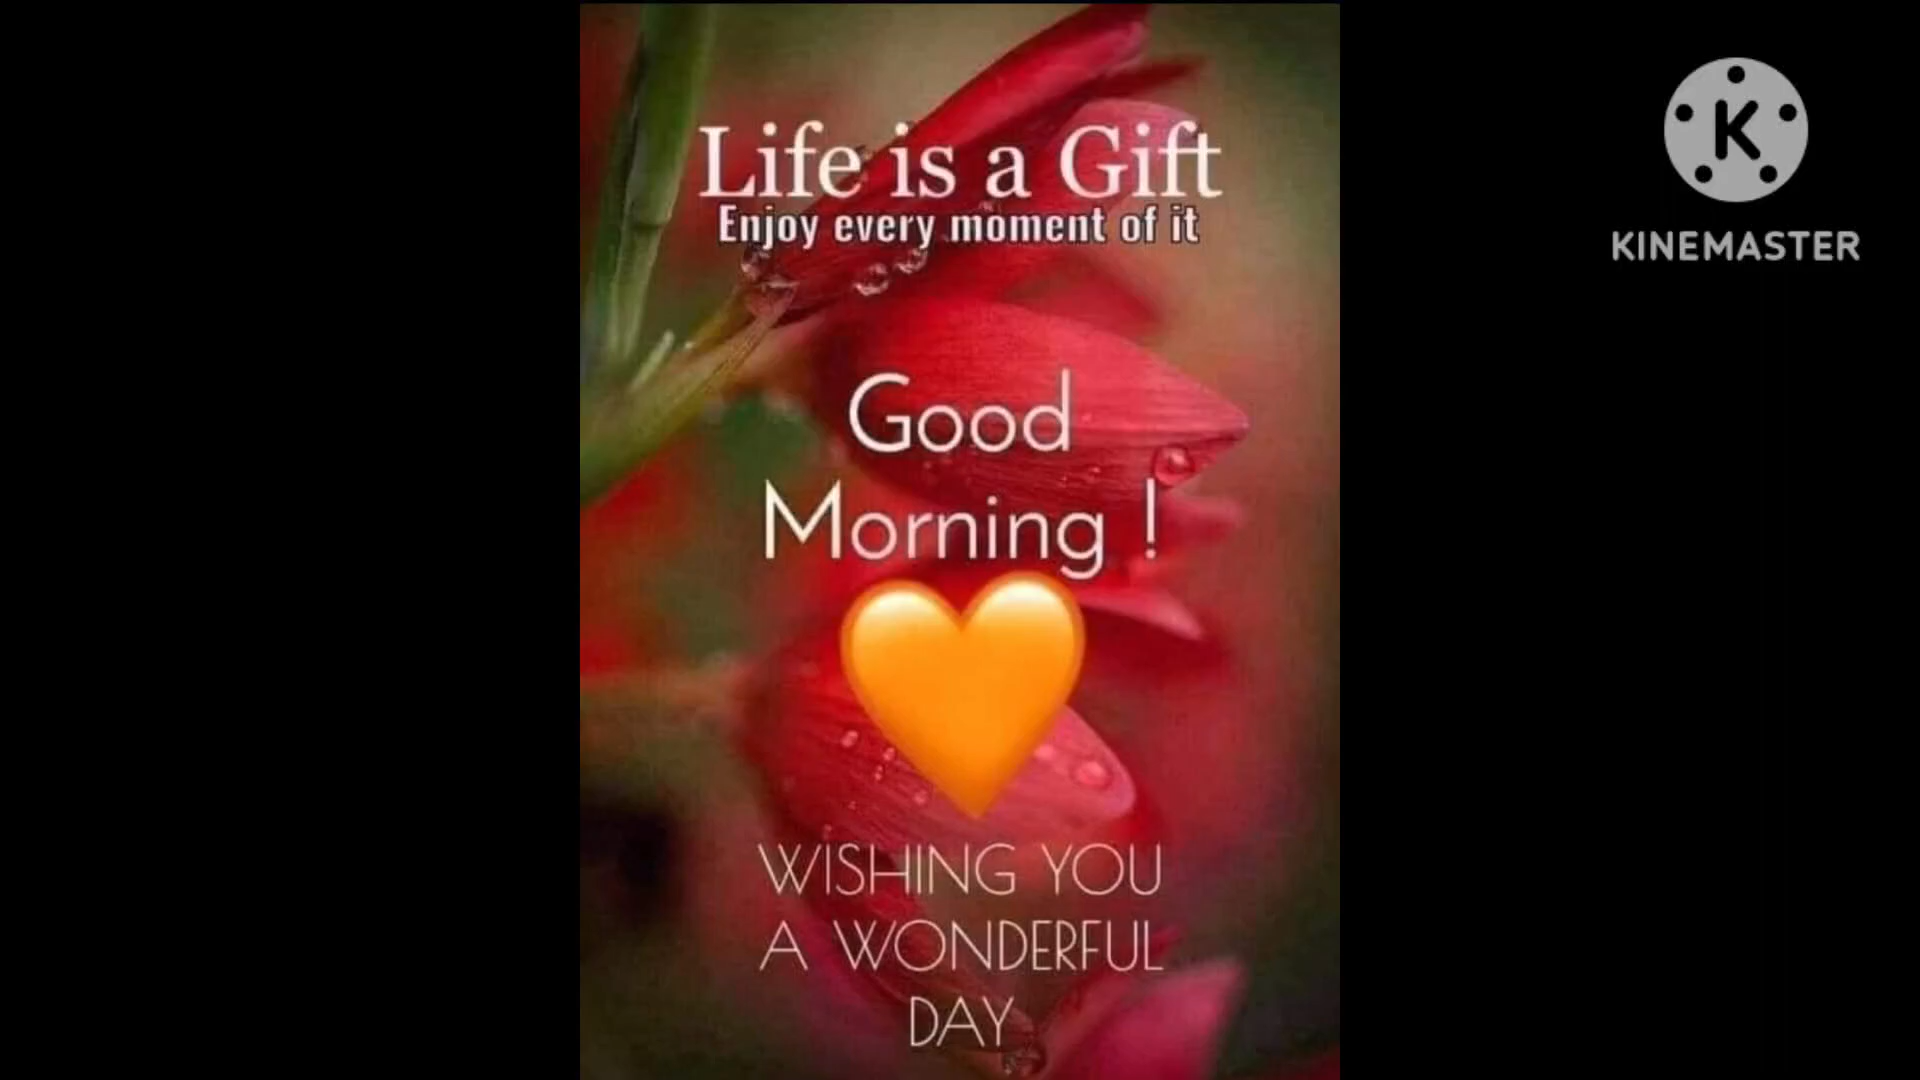 Life is a Gift
Enjoy every moment of it
Good
Morning !
WISHING YOU
A WONDERFUL
DAY
K
KINEMASTER